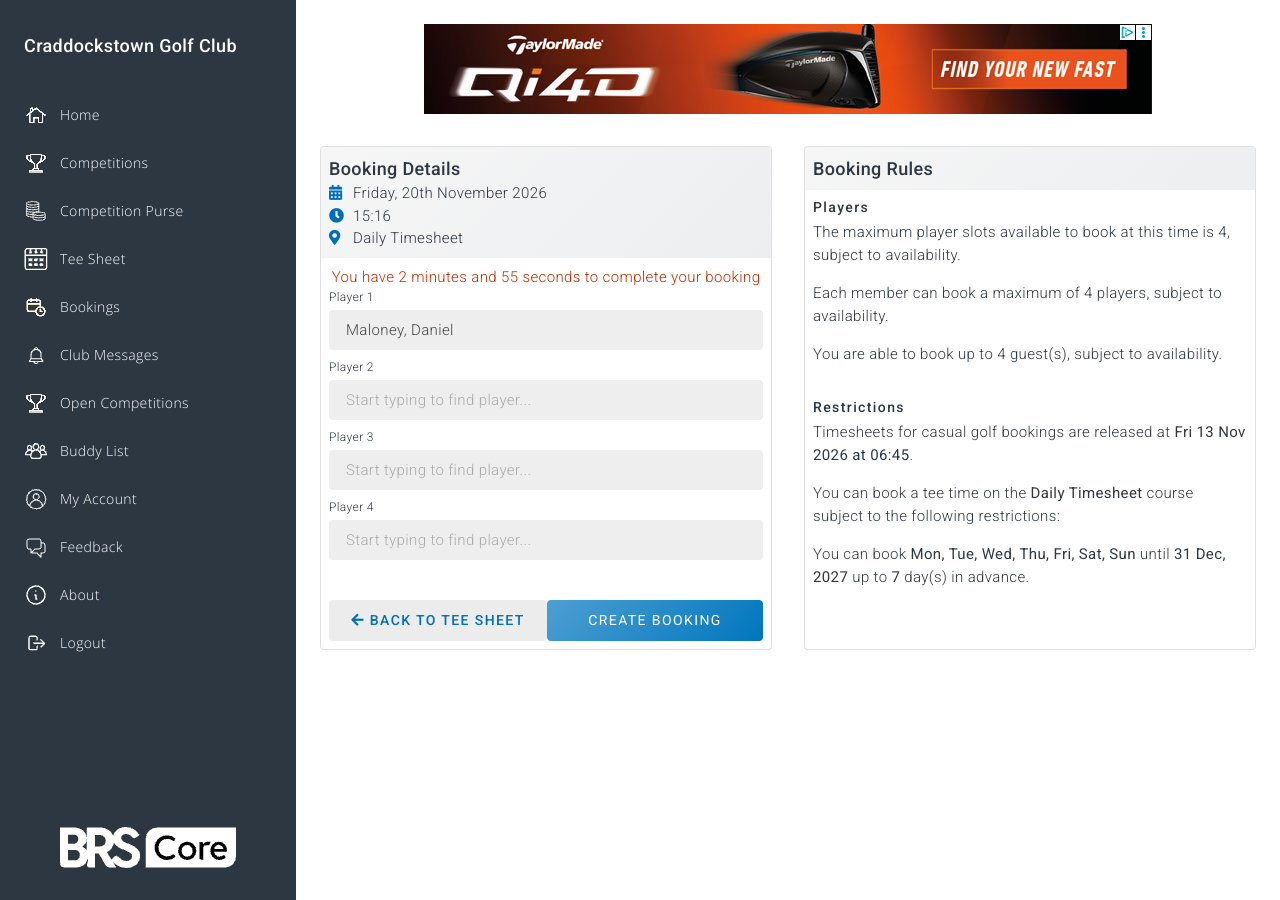 Craddockstown Golf Club
Home
Competitions
Competition Purse
Tee Sheet
Bookings
Club Messages
Open Competitions
Buddy List
My Account
Feedback
About
Logout
BRS Core
TaylorMade
Qi4D
TaylorMade
FIND YOUR NEW FAST
Booking Details
Friday, 20th November 2026
15:16
Daily Timesheet
You have 2 minutes and 55 seconds to complete your booking
Player 1
Maloney, Daniel
Player 2
Start typing to find player...
Player 3
Start typing to find player...
Player 4
Start typing to find player...
BACK TO TEE SHEET
CREATE BOOKING
Booking Rules
Players
The maximum player slots available to book at this time is 4,
subject to availability.
Each member can book a maximum of 4 players, subject to
availability.
You are able to book up to 4 guest(s), subject to availability.
Restrictions
Timesheets for casual golf bookings are released at Fri 13 Nov
2026 at 06:45.
You can book a tee time on the Daily Timesheet course
subject to the following restrictions:
You can book Mon, Tue, Wed, Thu, Fri, Sat, Sun until 31 Dec,
2027 up to 7 day(s) in advance.